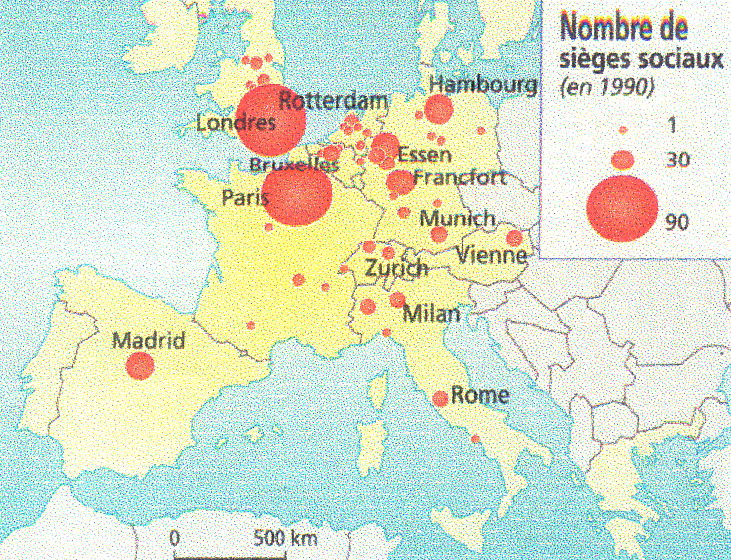 Nombre de
sièges sociaux
(en 1990)
1
30
90
Hambourg
Rotterdam
Londres
Bruxelles
Essen
Francfort
Paris
Munich
Vienne
Zurich
Milan
Madrid
Rome
0 500 km